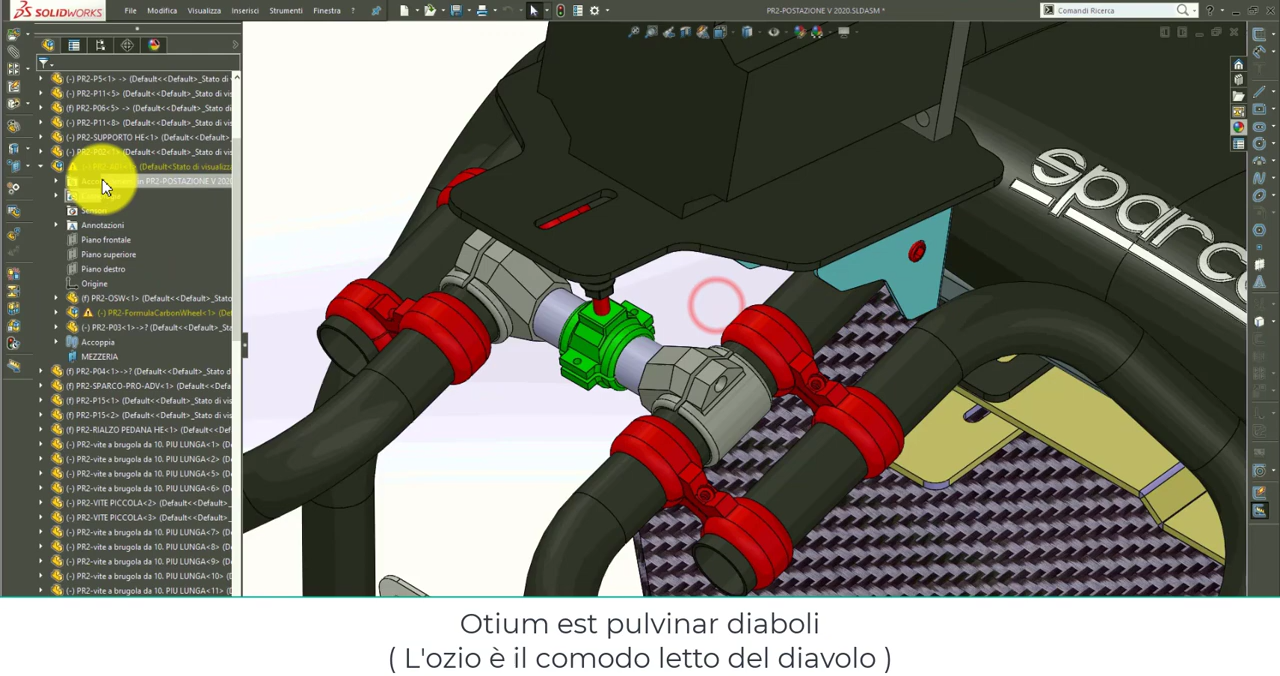 SOLIDWORKS File Modifica Visualizza Inserisci Strumenti Finestra ? PR2-POSTAZIONE V 2020.SLDASM * Comandi Ricerca
(-) PR2-P5<1> -> (Default<<Default>_Stato di
(-) PR2-P11<5> (Default<<Default>_Stato di vis
(f) PR2-P06<5> -> (Default<<Default>_Stato di
(-) PR2-P11<8> (Default<<Default>_Stato di vis
(-) PR2-SUPPORTO HE<1> (Default<<Default>
(Default<Stato di visualizz
in PR2-POSTAZIONE V 2020
Sensori
Annotazioni
Piano frontale
Piano superiore
Piano destro
Origine
(f) PR2-OSW<1> (Default<<Default>_Stato
(-) PR2-FormulaCarbonWheel<1> (Def
(-) PR2-P03<1>->? (Default<<Default>_Sta
Accoppia
MEZZERIA
(f) PR2-P04<1>->? (Default<<Default>_Stato d
(f) PR2-SPARCO-PRO-ADV<1> (Default<<Defa
(f) PR2-P15<1> (Default<<Default>_Stato di vis
(f) PR2-P15<2> (Default<<Default>_Stato di vis
(f) PR2-RIALZO PEDANA HE<1> (Default<<Def
(-) PR2-vite a brugola da 10. PIU LUNGA<1> (D
(-) PR2-vite a brugola da 10. PIU LUNGA<2> (D
(-) PR2-vite a brugola da 10. PIU LUNGA<5> (D
(-) PR2-vite a brugola da 10. PIU LUNGA<6> (D
(-) PR2-VITE PICCOLA<2> (Default<<Default>_
(-) PR2-VITE PICCOLA<3> (Default<<Default>_
(-) PR2-vite a brugola da 10. PIU LUNGA<7> (D
(-) PR2-vite a brugola da 10. PIU LUNGA<8> (D
(-) PR2-vite a brugola da 10. PIU LUNGA<9> (D
(-) PR2-vite a brugola da 10. PIU LUNGA<10> (D
(-) PR2-vite a brugola da 10. PIU LUNGA<11> (D
sparco
Otium est pulvinar diaboli
( L'ozio è il comodo letto del diavolo )